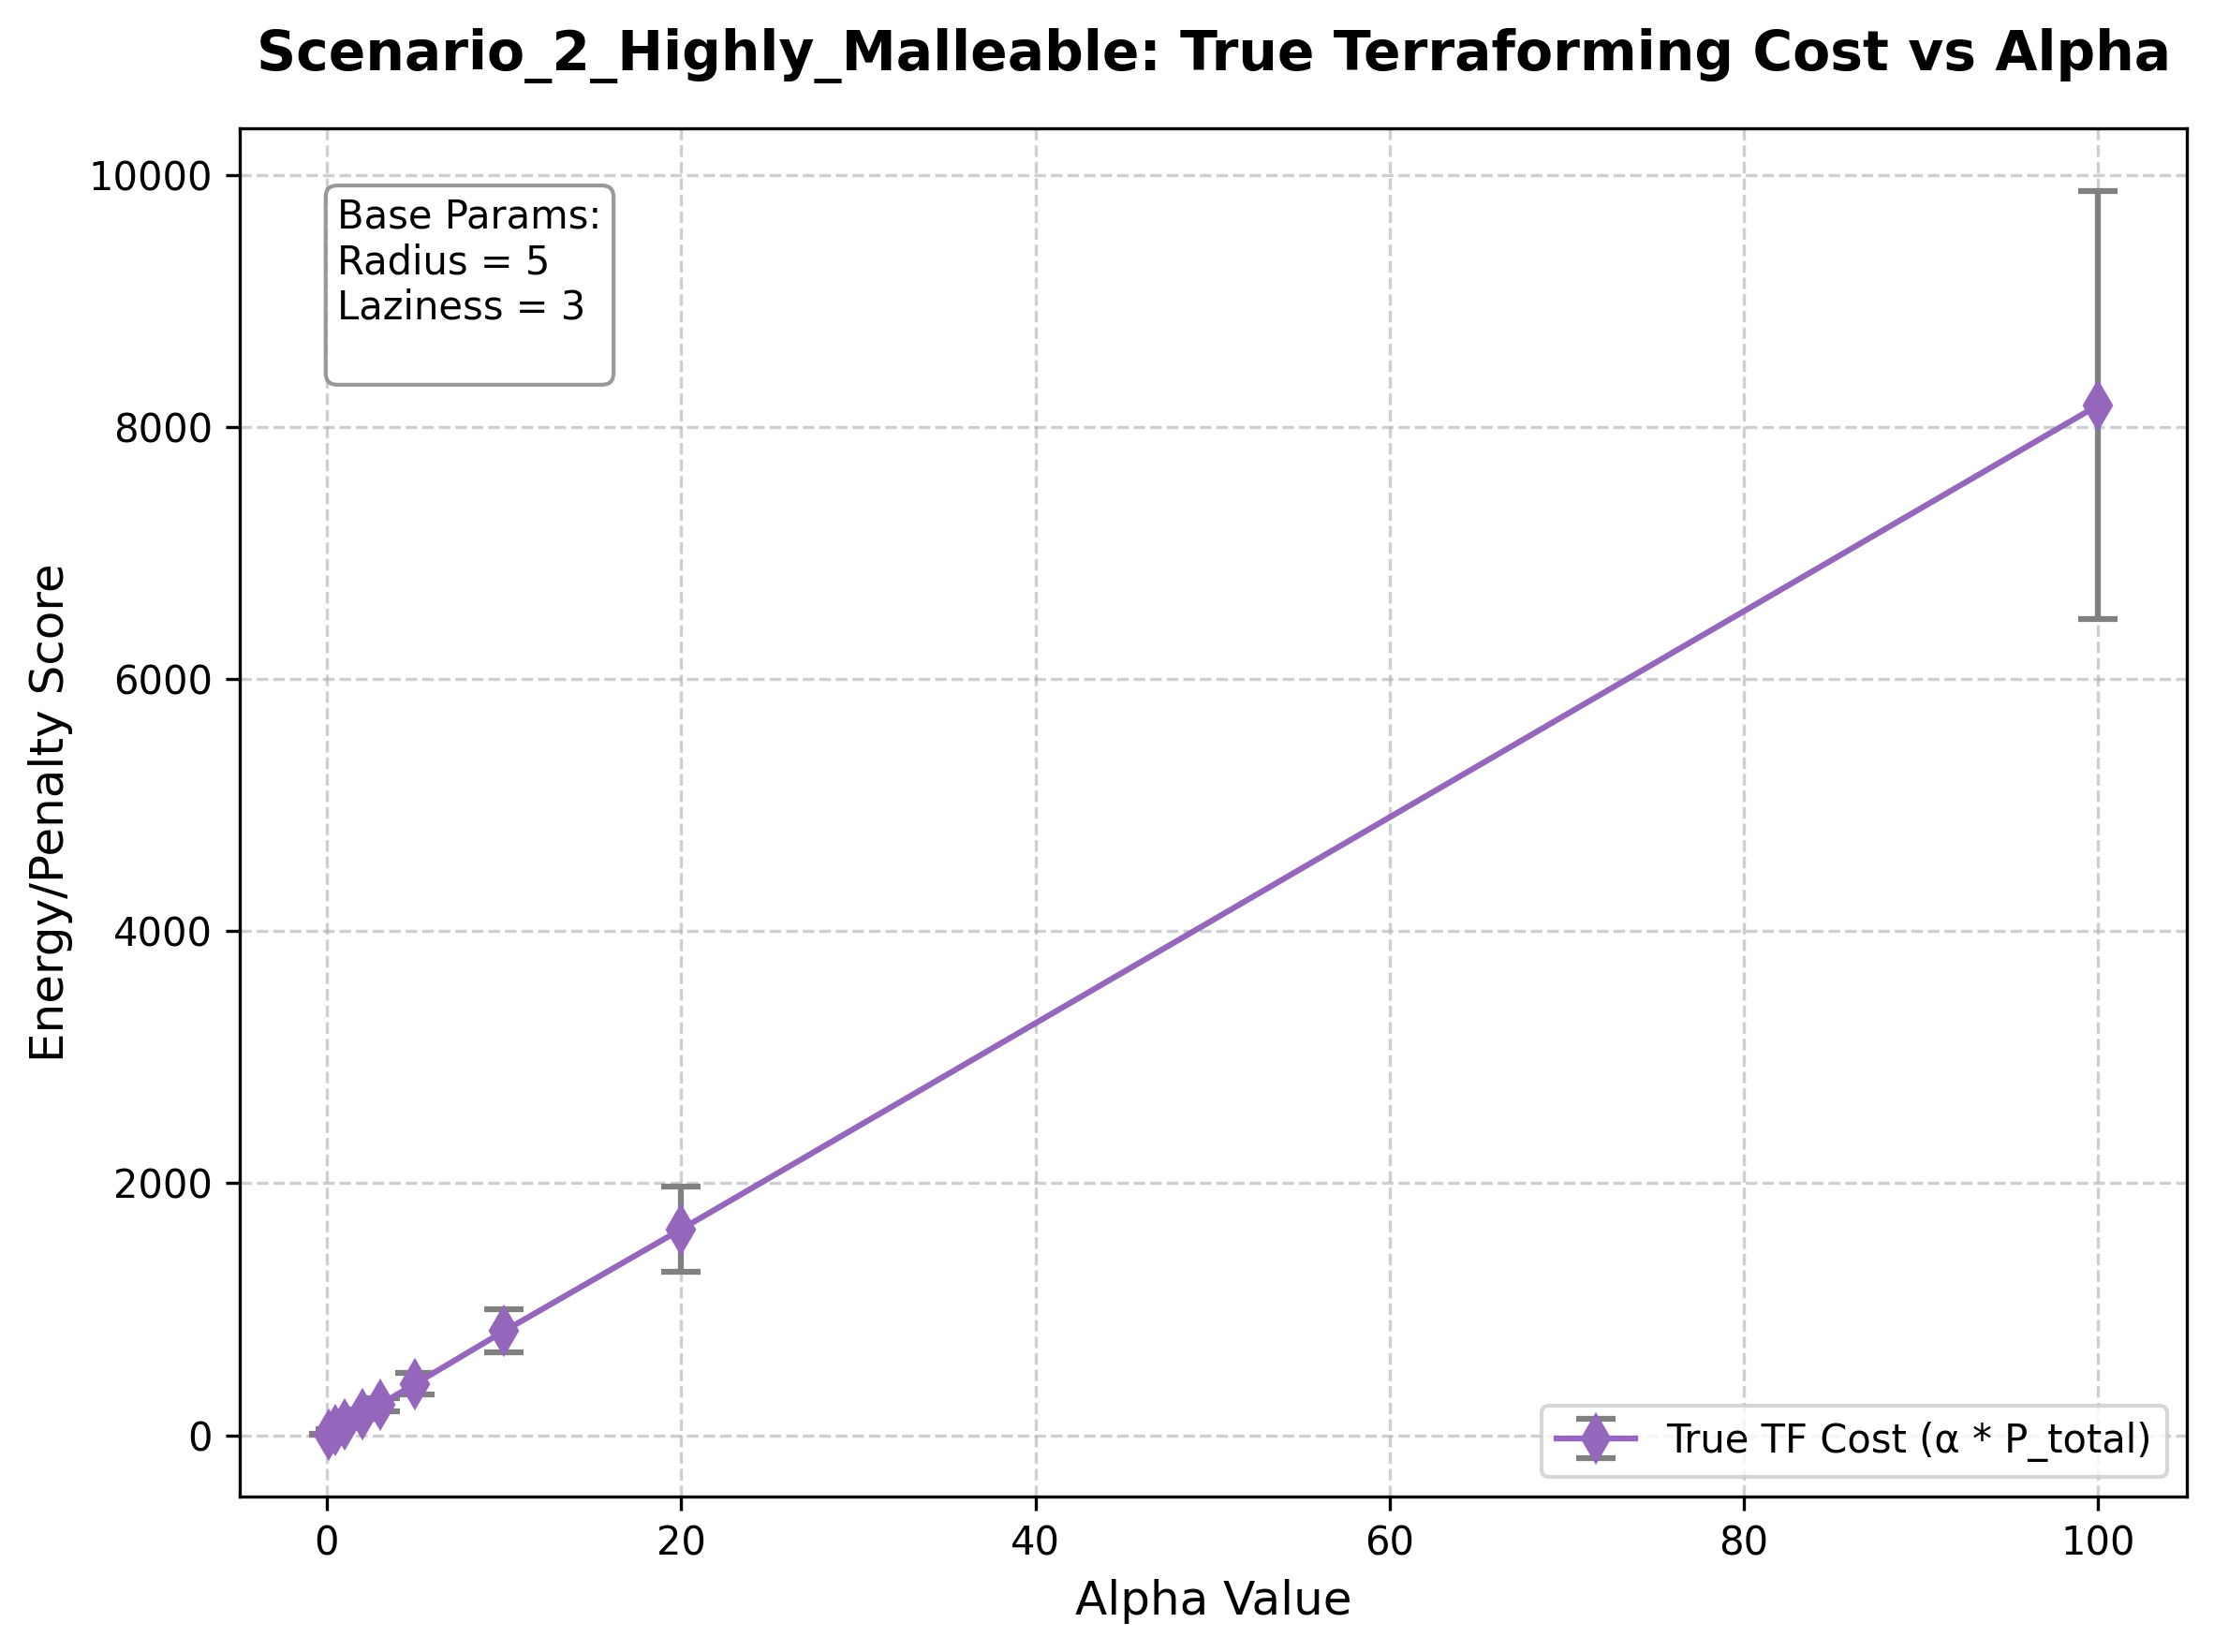 Scenario_2_Highly_Malleable: True Terraforming Cost vs Alpha
Base Params:
Radius = 5
Laziness = 3
Energy/Penalty Score
10000
8000
6000
4000
2000
0
0
20
40
60
80
100
Alpha Value
True TF Cost (α * P_total)